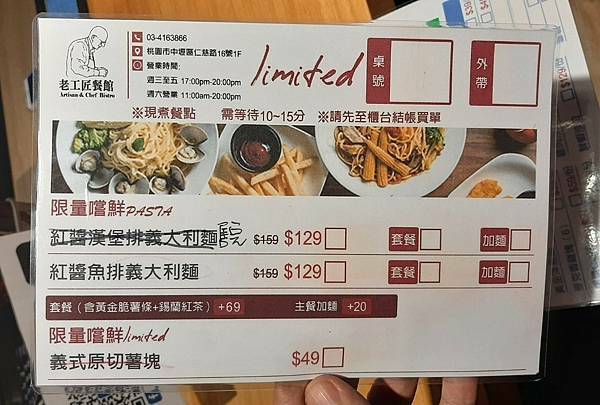 老工匠餐館
Artisan & Chef Bistro
03-4163866
桃園市中壢區仁慈路16號1F
營業時間:
週三至五 17:00pm-20:00pm
週六營業 11:00am-20:00pm
limited
桌號
外帶
※現煮餐點 需等待10~15分 ※請先至櫃台結帳買單
限量嚐鮮PASTA
紅醬漢堡排義大利麵 $159 $129 套餐 加麵
紅醬魚排義大利麵 $159 $129 套餐 加麵
套餐（含黃金脆薯條+錫蘭紅茶）+69 主餐加麵 +20
限量嚐鮮limited
義式原切薯塊 $49